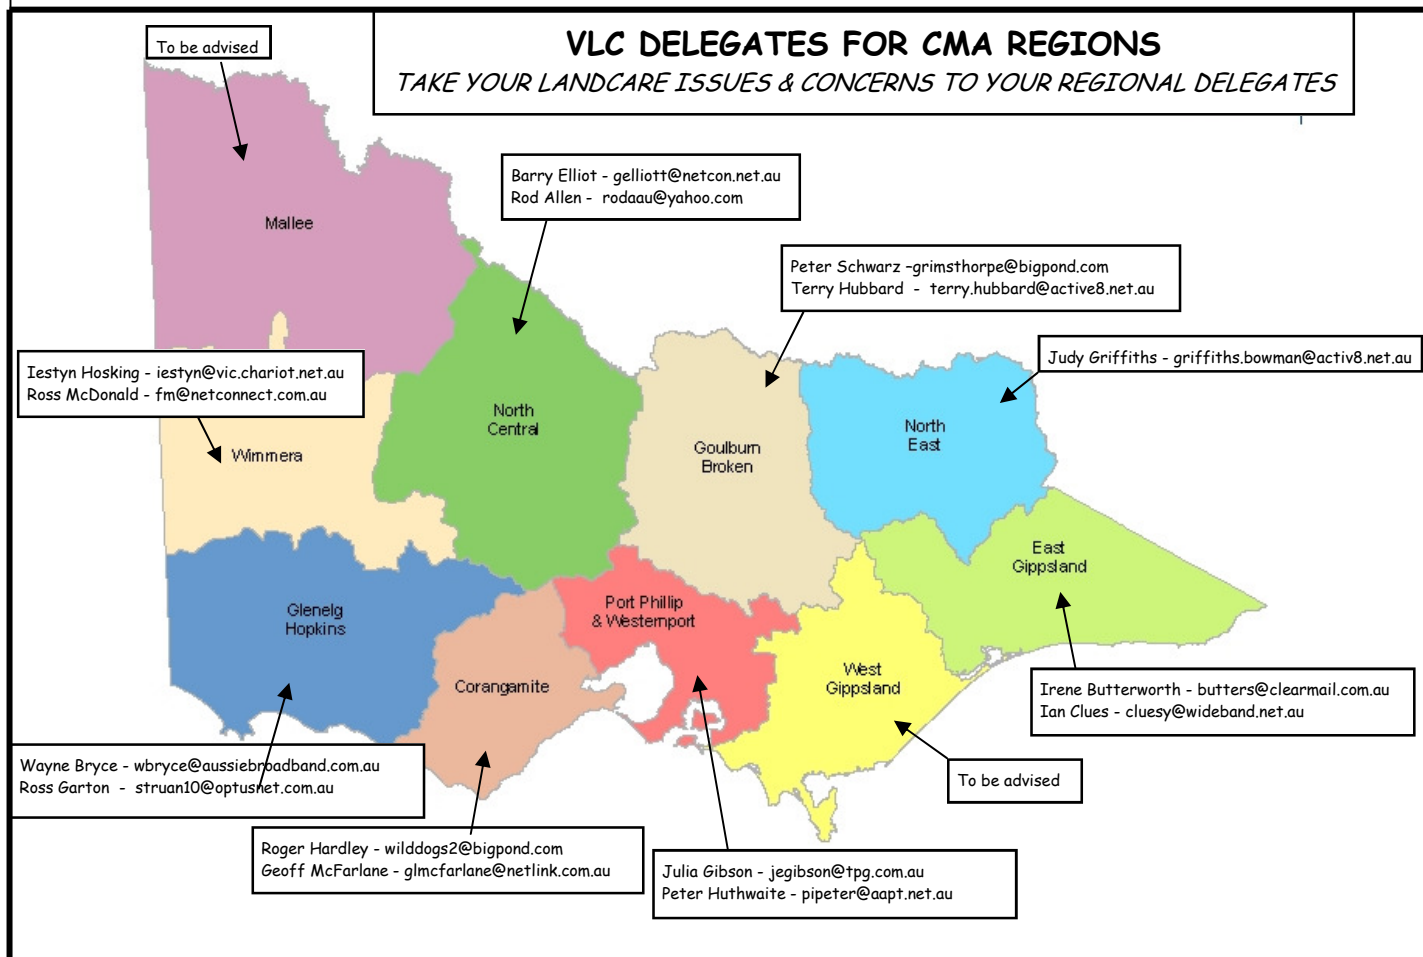 VLC DELEGATES FOR CMA REGIONS
TAKE YOUR LANDCARE ISSUES & CONCERNS TO YOUR REGIONAL DELEGATES
To be advised
Mallee
Barry Elliot - gelliott@netcon.net.au
Rod Allen - rodaau@yahoo.com
Peter Schwarz –grimsthorpe@bigpond.com
Terry Hubbard - terry.hubbard@active8.net.au
Judy Griffiths - griffiths.bowman@activ8.net.au
Iestyn Hosking - iestyn@vic.chariot.net.au
Ross McDonald - fm@netconnect.com.au
Wimmera
North
Central
Goulburn
Broken
North
East
East
Gippsland
Glenelg
Hopkins
Port Phillip
& Westernport
Corangamite
West
Gippsland
Irene Butterworth - butters@clearmail.com.au
Ian Clues - cluesy@wideband.net.au
Wayne Bryce - wbryce@aussiebroadband.com.au
Ross Garton - struan10@optusnet.com.au
To be advised
Roger Hardley - wilddogs2@bigpond.com
Geoff McFarlane - glmcfarlane@netlink.com.au
Julia Gibson - jegibson@tpg.com.au
Peter Huthwaite - pipeter@aapt.net.au